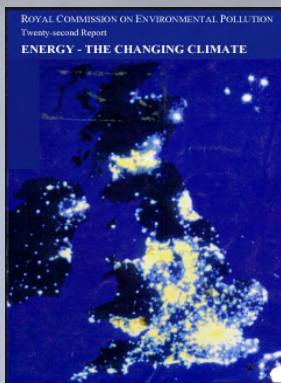 ROYAL COMMISSION ON ENVIRONMENTAL POLLUTION
Twenty-second Report
ENERGY - THE CHANGING CLIMATE